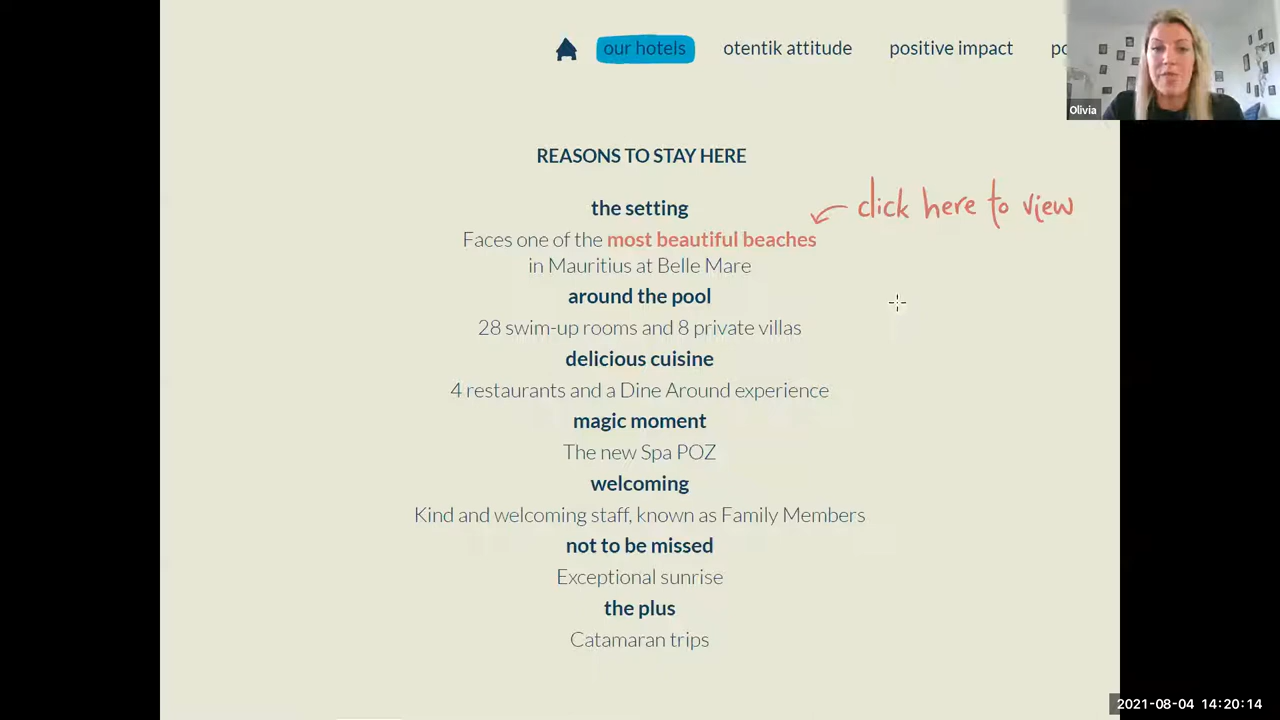 our hotels otentik attitude positive impact po
Olivia
REASONS TO STAY HERE
the setting
click here to view
Faces one of the most beautiful beaches
in Mauritius at Belle Mare
around the pool
28 swim-up rooms and 8 private villas
delicious cuisine
4 restaurants and a Dine Around experience
magic moment
The new Spa POZ
welcoming
Kind and welcoming staff, known as Family Members
not to be missed
Exceptional sunrise
the plus
Catamaran trips
2021-08-04 14:20:14